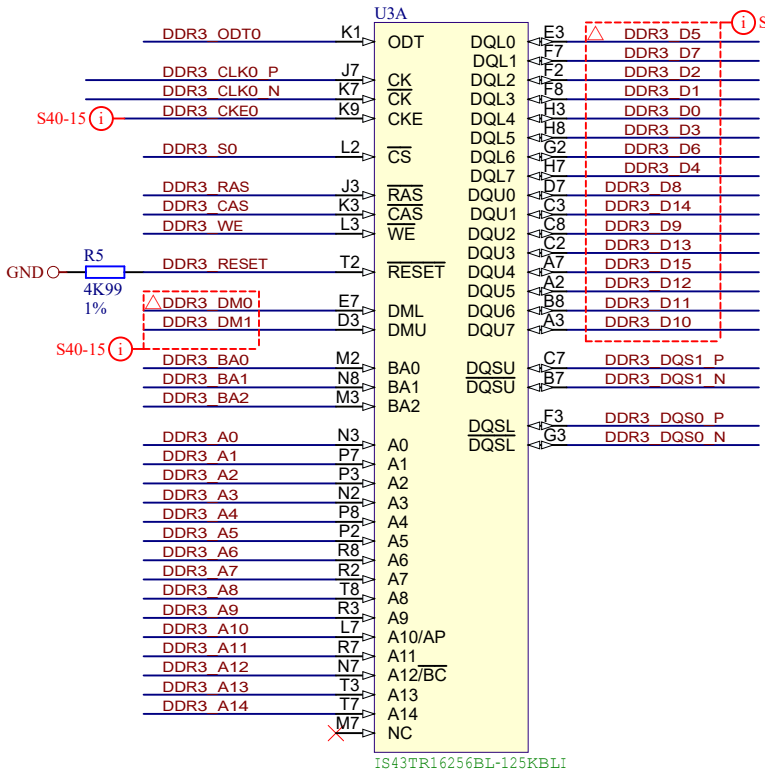 U3A
S
DDR3_ODT0 K1 ODT DQL0 E3 DDR3_D5
DQL1 F7 DDR3_D7
DDR3_CLK0_P J7 CK DQL2 F2 DDR3_D2
DDR3_CLK0_N K7 CK DQL3 F8 DDR3_D1
S40-15 i DDR3_CKE0 K9 CKE DQL4 H3 DDR3_D0
DQL5 H8 DDR3_D3
DDR3_S0 L2 CS DQL6 G2 DDR3_D6
DQL7 H7 DDR3_D4
DDR3_RAS J3 RAS DQU0 D7 DDR3_D8
DDR3_CAS K3 CAS DQU1 C3 DDR3_D14
DDR3_WE L3 WE DQU2 C8 DDR3_D9
DQU3 C2 DDR3_D13
GND R5 4K99 1% DDR3_RESET T2 RESET DQU4 A7 DDR3_D15
DQU5 A2 DDR3_D12
DDR3_DM0 E7 DML DQU6 B8 DDR3_D11
DDR3_DM1 D3 DMU DQU7 A3 DDR3_D10
S40-15 i
DDR3_BA0 M2 BA0 DQSU C7 DDR3_DQS1_P
DDR3_BA1 N8 BA1 DQSU B7 DDR3_DQS1_N
DDR3_BA2 M3 BA2
DQSL F3 DDR3_DQS0_P
DDR3_A0 N3 A0 DQSL G3 DDR3_DQS0_N
DDR3_A1 P7 A1
DDR3_A2 P3 A2
DDR3_A3 N2 A3
DDR3_A4 P8 A4
DDR3_A5 P2 A5
DDR3_A6 R8 A6
DDR3_A7 R2 A7
DDR3_A8 T8 A8
DDR3_A9 R3 A9
DDR3_A10 L7 A10/AP
DDR3_A11 R7 A11
DDR3_A12 N7 A12/BC
DDR3_A13 T3 A13
DDR3_A14 T7 A14
M7 NC
IS43TR16256BL-125KBLI